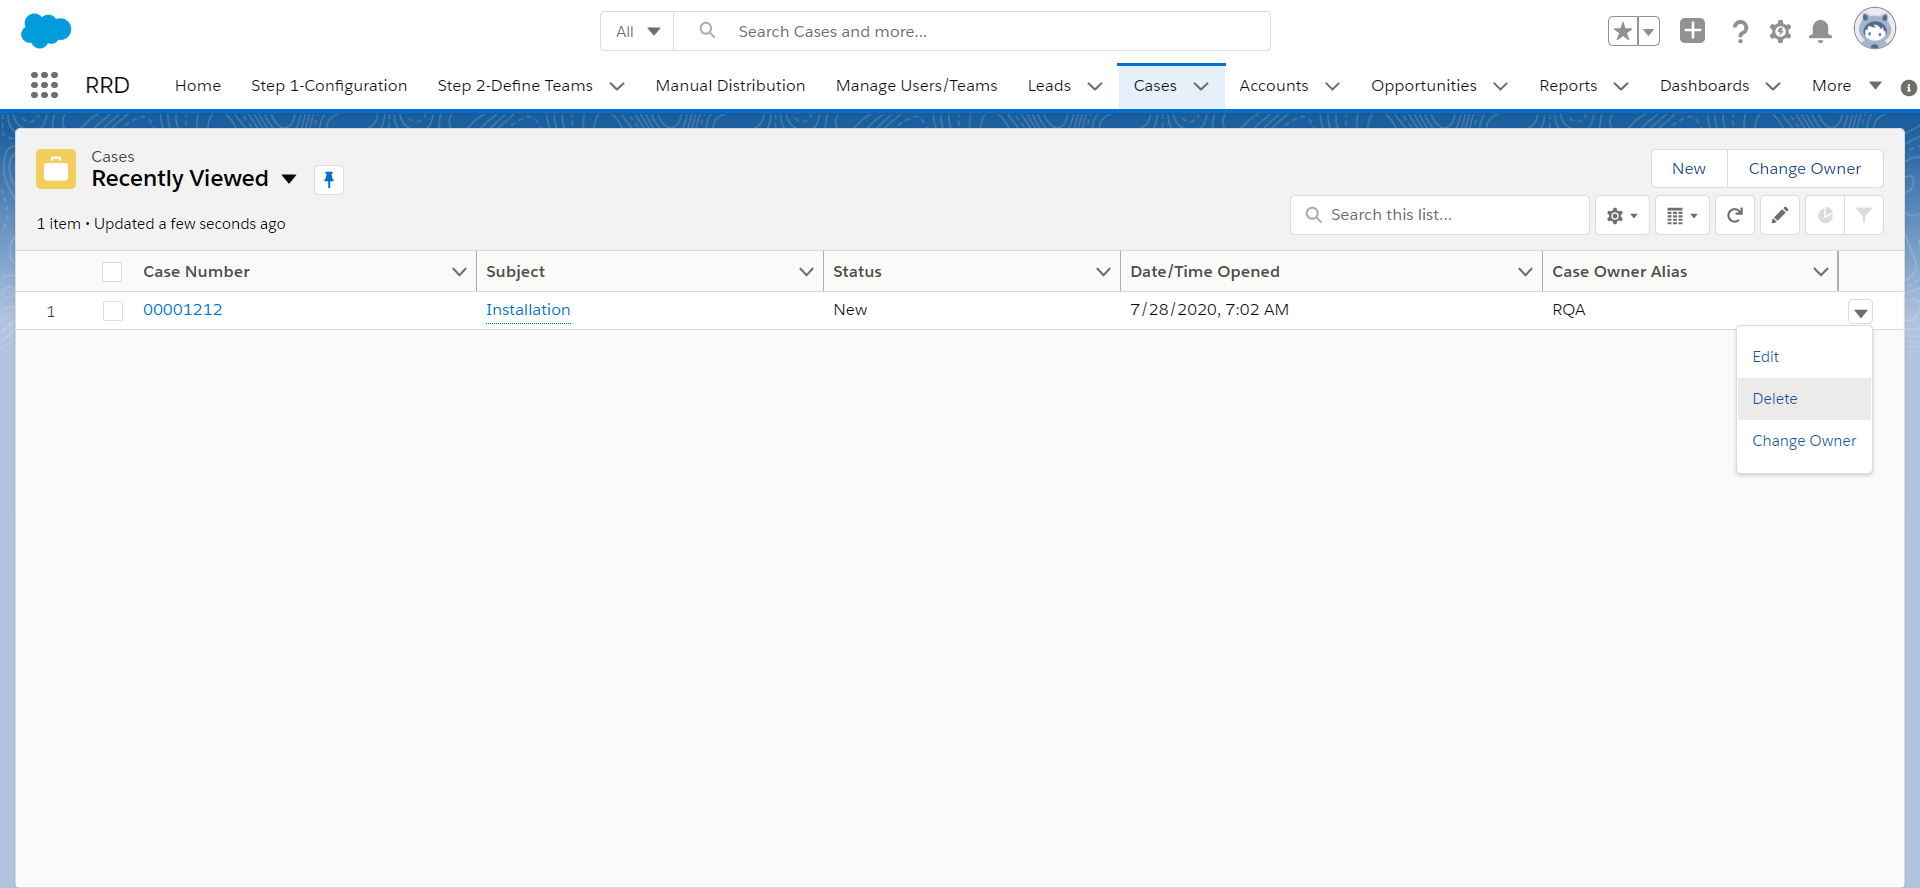 All
Search Cases and more...
RRD
Home
Step 1-Configuration
Step 2-Define Teams
Manual Distribution
Manage Users/Teams
Leads
Cases
Accounts
Opportunities
Reports
Dashboards
More
Cases
Recently Viewed
New
Change Owner
1 item • Updated a few seconds ago
Search this list...
Case Number
Subject
Status
Date/Time Opened
Case Owner Alias
1
00001212
Installation
New
7/28/2020, 7:02 AM
RQA
Edit
Delete
Change Owner